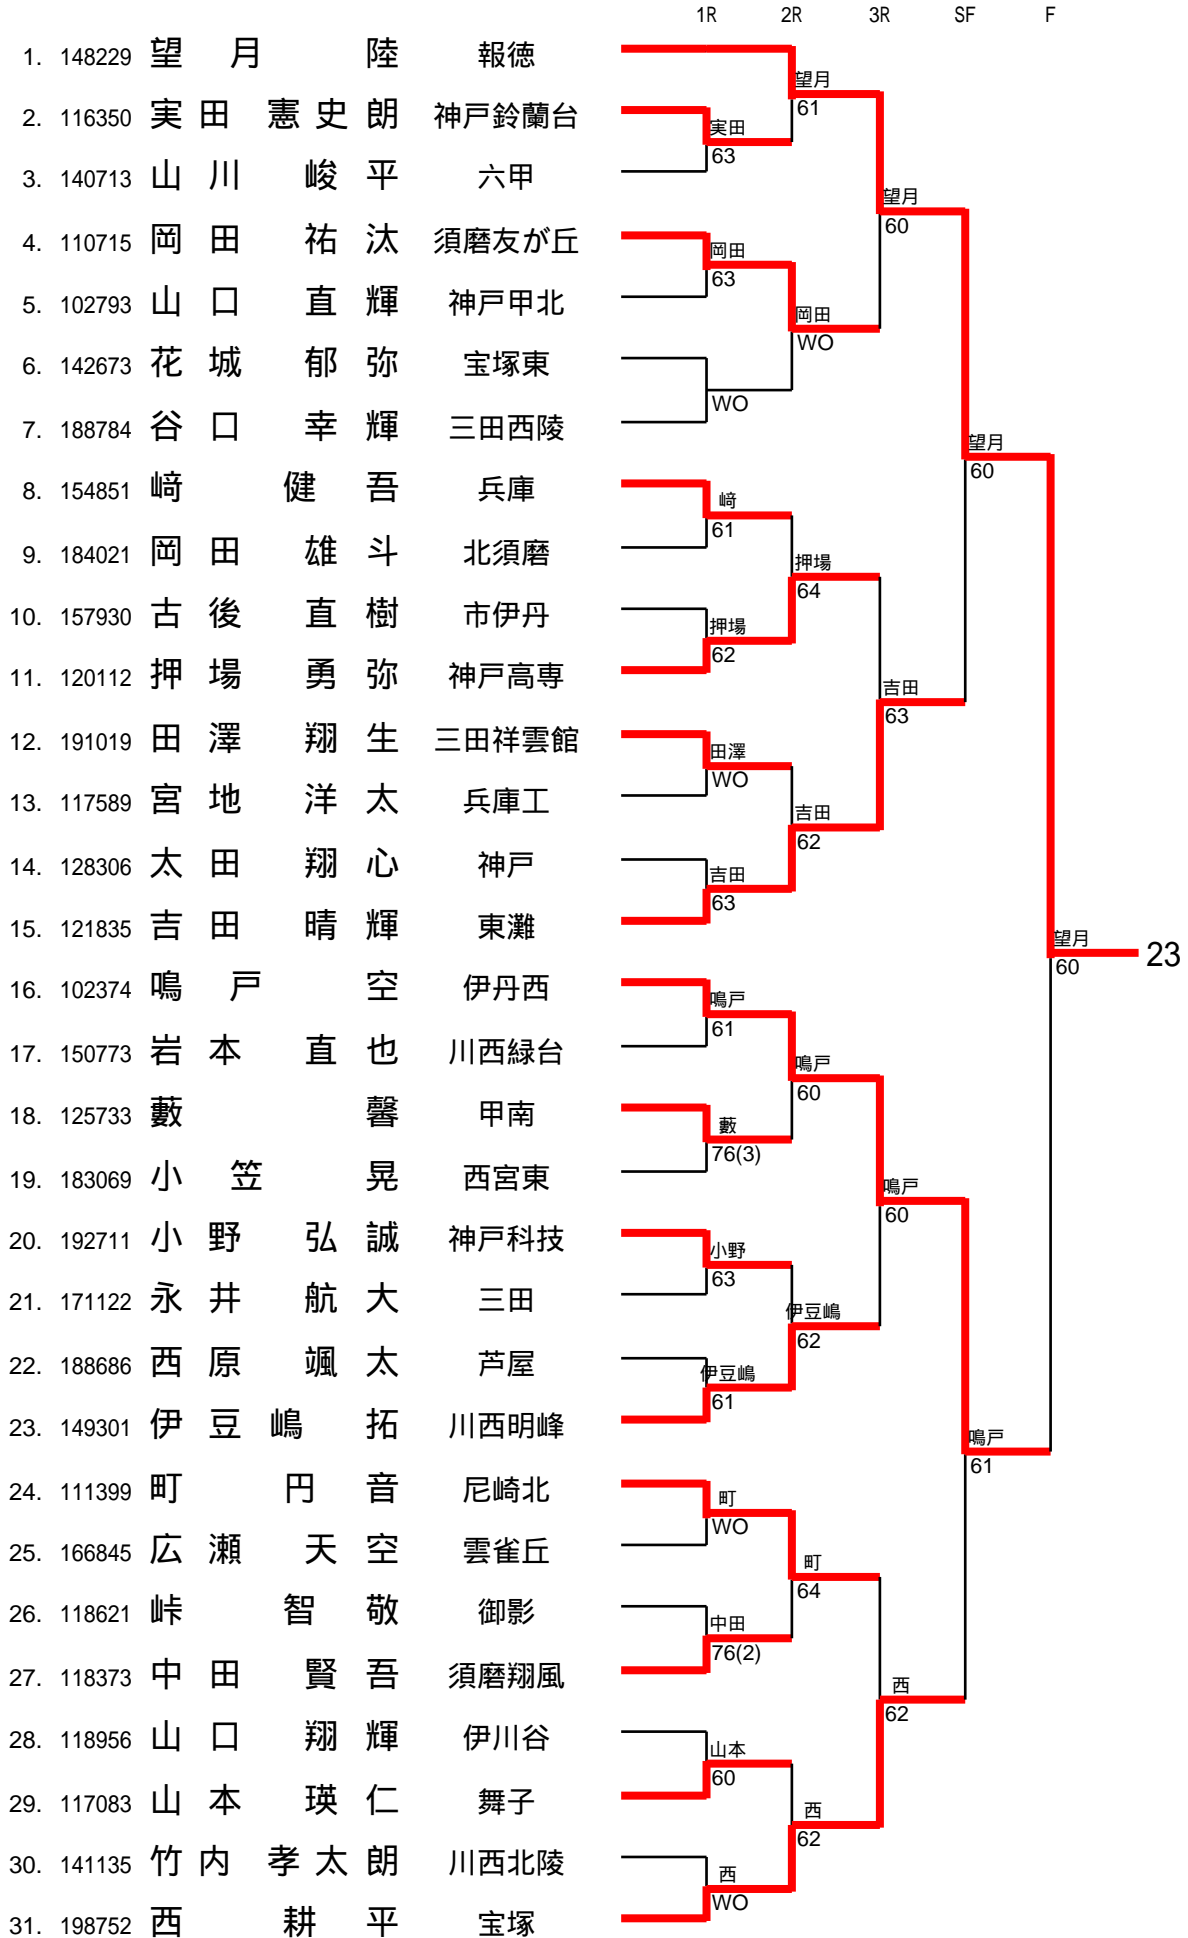 1R 2R 3R SF F
1. 148229 望月 陸 報徳
2. 116350 実田 憲史朗 神戸鈴蘭台
3. 140713 山川 峻平 六甲
4. 110715 岡田 祐汰 須磨友が丘
5. 102793 山口 直輝 神戸甲北
6. 142673 花城 郁弥 宝塚東
7. 188784 谷口 幸輝 三田西陵
8. 154851 﨑 健吾 兵庫
9. 184021 岡田 雄斗 北須磨
10. 157930 古後 直樹 市伊丹
11. 120112 押場 勇弥 神戸高専
12. 191019 田澤 翔生 三田祥雲館
13. 117589 宮地 洋太 兵庫工
14. 128306 太田 翔心 神戸
15. 121835 吉田 晴輝 東灘
16. 102374 鳴戸 空 伊丹西
17. 150773 岩本 直也 川西緑台
18. 125733 藪 馨 甲南
19. 183069 小笠 晃 西宮東
20. 192711 小野 弘誠 神戸科技
21. 171122 永井 航大 三田
22. 188686 西原 颯太 芦屋
23. 149301 伊豆嶋 拓 川西明峰
24. 111399 町 円音 尼崎北
25. 166845 広瀬 天空 雲雀丘
26. 118621 峠 智敬 御影
27. 118373 中田 賢吾 須磨翔風
28. 118956 山口 翔輝 伊川谷
29. 117083 山本 瑛仁 舞子
30. 141135 竹内 孝太朗 川西北陵
31. 198752 西 耕平 宝塚
実田
63
岡田
63
WO
﨑
61
押場
62
田澤
WO
吉田
63
鳴戸
61
藪
76(3)
小野
63
伊豆嶋
61
町
WO
中田
76(2)
山本
60
西
WO
望月
61
岡田
WO
押場
64
吉田
62
鳴戸
60
伊豆嶋
62
町
64
西
62
望月
60
吉田
63
鳴戸
60
西
62
望月
60
鳴戸
61
望月
60
23